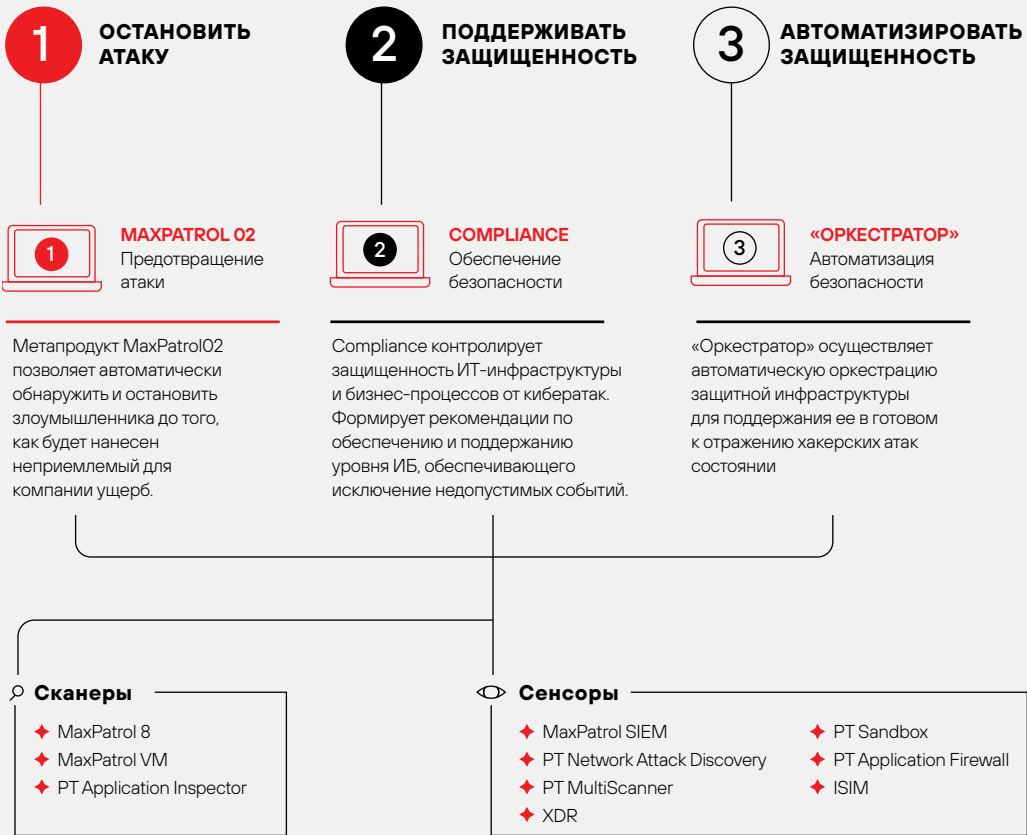 1
ОСТАНОВИТЬ
АТАКУ
2
ПОДДЕРЖИВАТЬ
ЗАЩИЩЕННОСТЬ
3
АВТОМАТИЗИРОВАТЬ
ЗАЩИЩЕННОСТЬ
1
MAXPATROL 02
Предотвращение
атаки
2
COMPLIANCE
Обеспечение
безопасности
3
«ОРКЕСТРАТОР»
Автоматизация
безопасности
Метапродукт MaxPatrol02
позволяет автоматически
обнаружить и остановить
злоумышленника до того,
как будет нанесен
неприемлемый для
компании ущерб.
Compliance контролирует
защищенность ИТ-инфраструктуры
и бизнес-процессов от кибератак.
Формирует рекомендации по
обеспечению и поддержанию
уровня ИБ, обеспечивающего
исключение недопустимых событий.
«Оркестратор» осуществляет
автоматическую оркестрацию
защитной инфраструктуры
для поддержания ее в готовом
к отражению хакерских атак
состоянии
Сканеры
MaxPatrol 8
MaxPatrol VM
PT Application Inspector
Сенсоры
MaxPatrol SIEM
PT Network Attack Discovery
PT MultiScanner
XDR
PT Sandbox
PT Application Firewall
ISIM